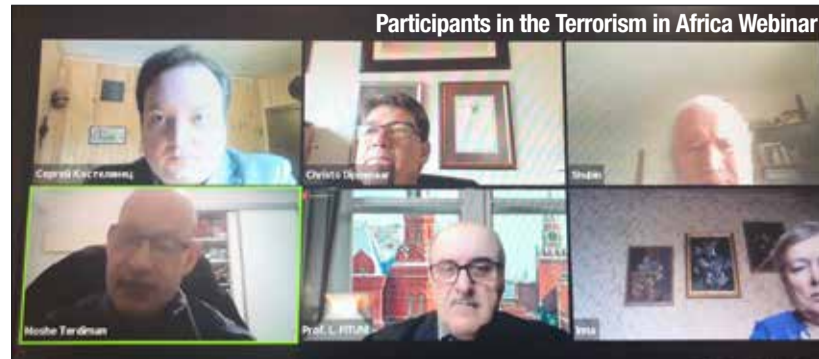 Participants in the Terrorism in Africa Webinar
Сергей Костелянец
Christo
Shubin
Moshe Terdiman
Prof. L. FITUNI
Irina